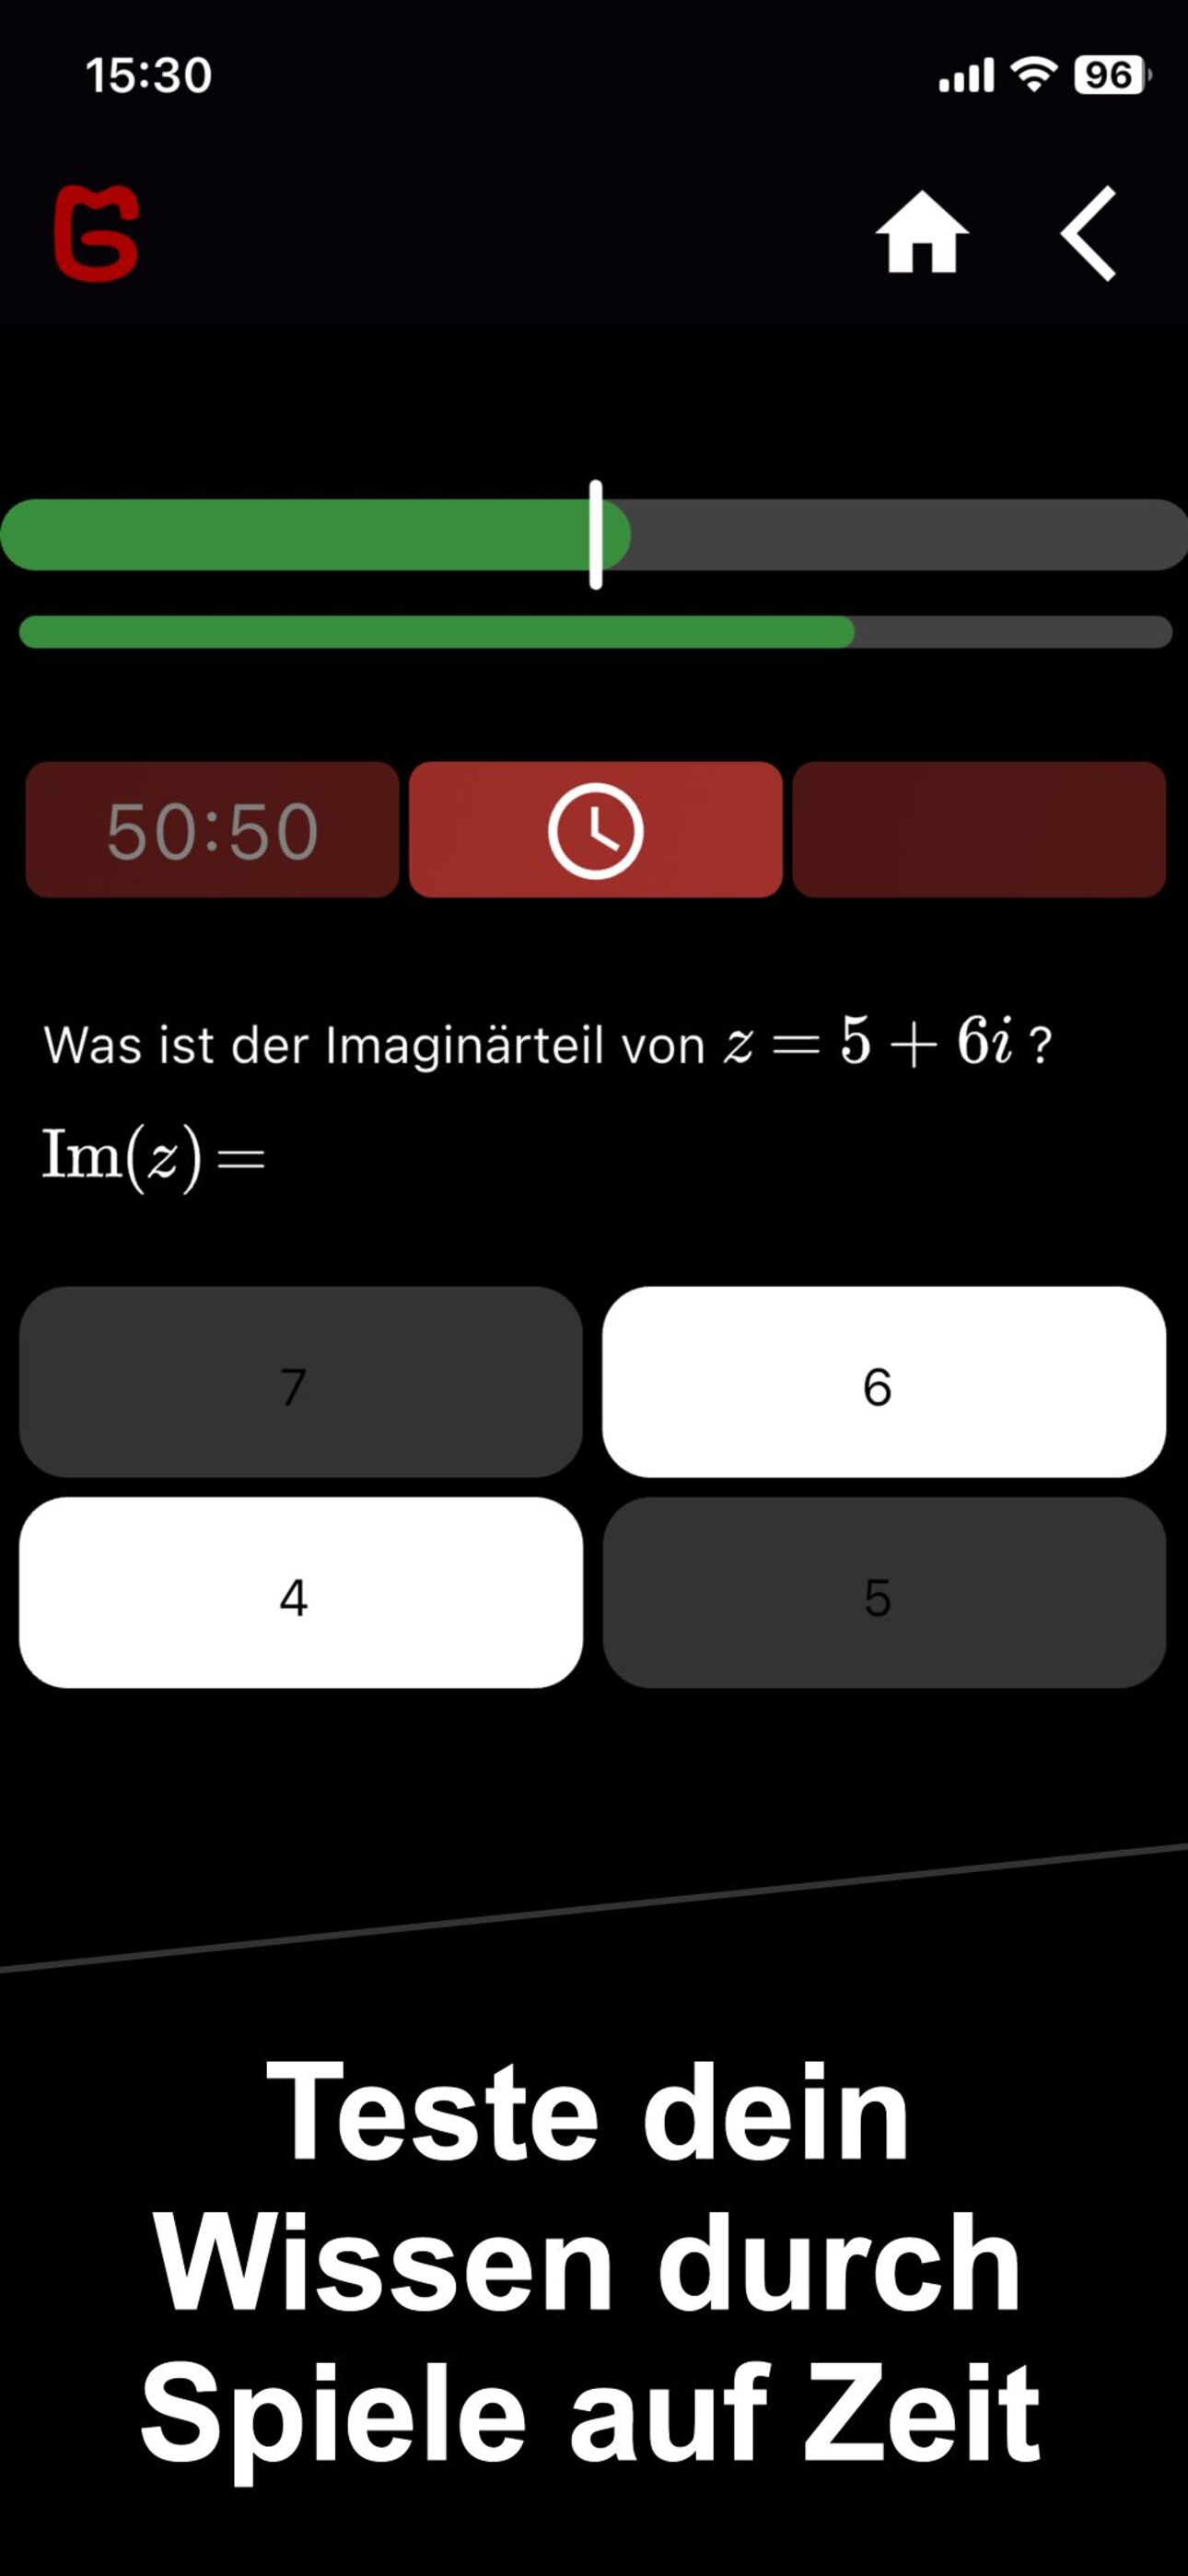 15:30
96
50:50
Was ist der Imaginärteil von z = 5 + 6i ?
Im(z) =
7
6
4
5
Teste dein
Wissen durch
Spiele auf Zeit